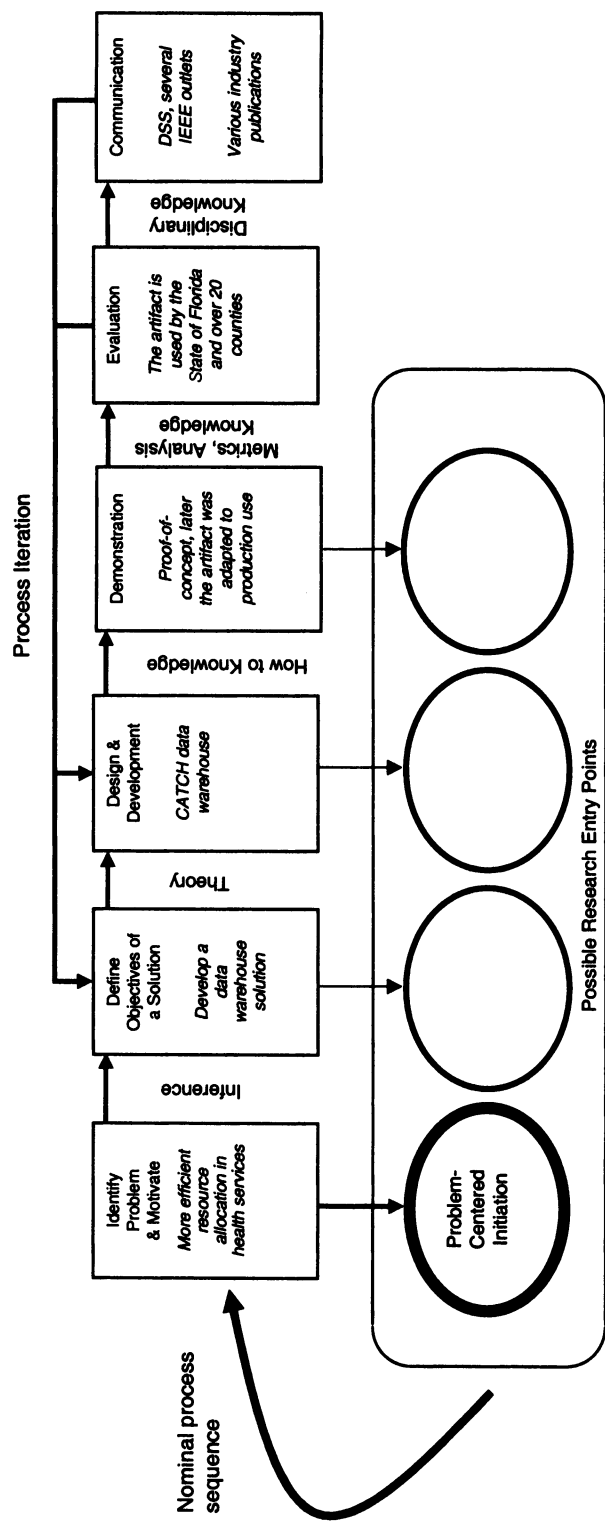 Process Iteration
Nominal process
sequence
Identify
Problem
& Motivate
More efficient
resource
allocation in
health services
Inference
Define
Objectives of
a Solution
Develop a
data
warehouse
solution
Theory
Design &
Development
CATCH data
warehouse
How to Knowledge
Demonstration
Proof-of-
concept, later
the artifact was
adapted to
production use
Metrics, Analysis
Knowledge
Evaluation
The artifact is
used by the
State of Florida
and over 20
counties
Disciplinary
Knowledge
Communication
DSS, several
IEEE outlets
Various industry
publications
Problem-
Centered
Initiation
Possible Research Entry Points